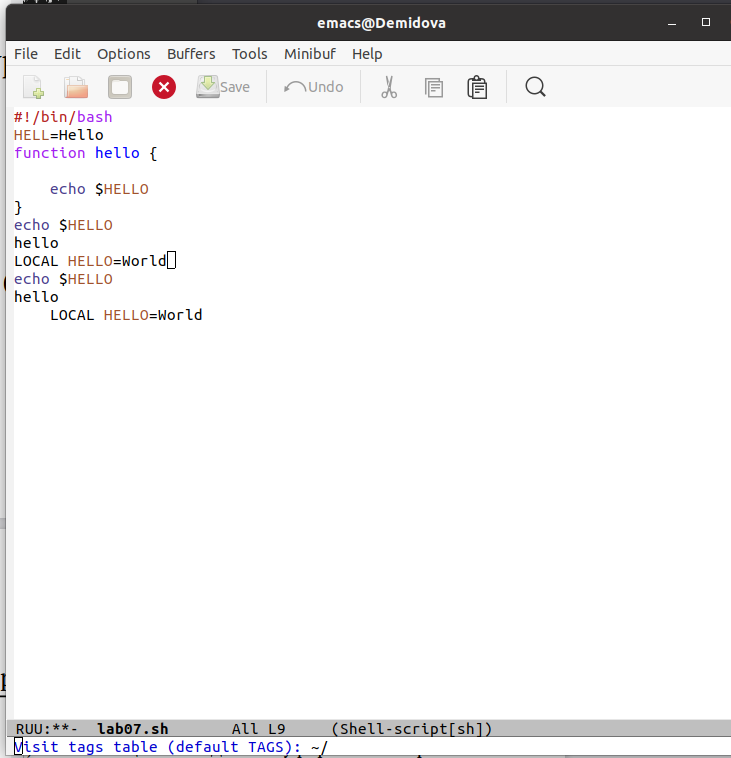 emacs@Demidova
File Edit Options Buffers Tools Minibuf Help
Save Undo
#!/bin/bash
HELL=Hello
function hello {
    echo $HELLO
}
echo $HELLO
hello
LOCAL HELLO=World
echo $HELLO
hello
    LOCAL HELLO=World
RUU:**-  lab07.sh       All L9     (Shell-script[sh])
Visit tags table (default TAGS): ~/